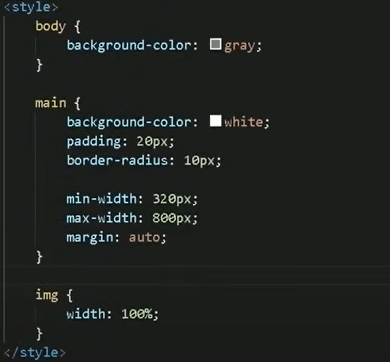 <style>
body {
background-color: gray;
}
main {
background-color: white;
padding: 20px;
border-radius: 10px;
min-width: 320px;
max-width: 800px;
margin: auto;
}
img {
width: 100%;
}
</style>